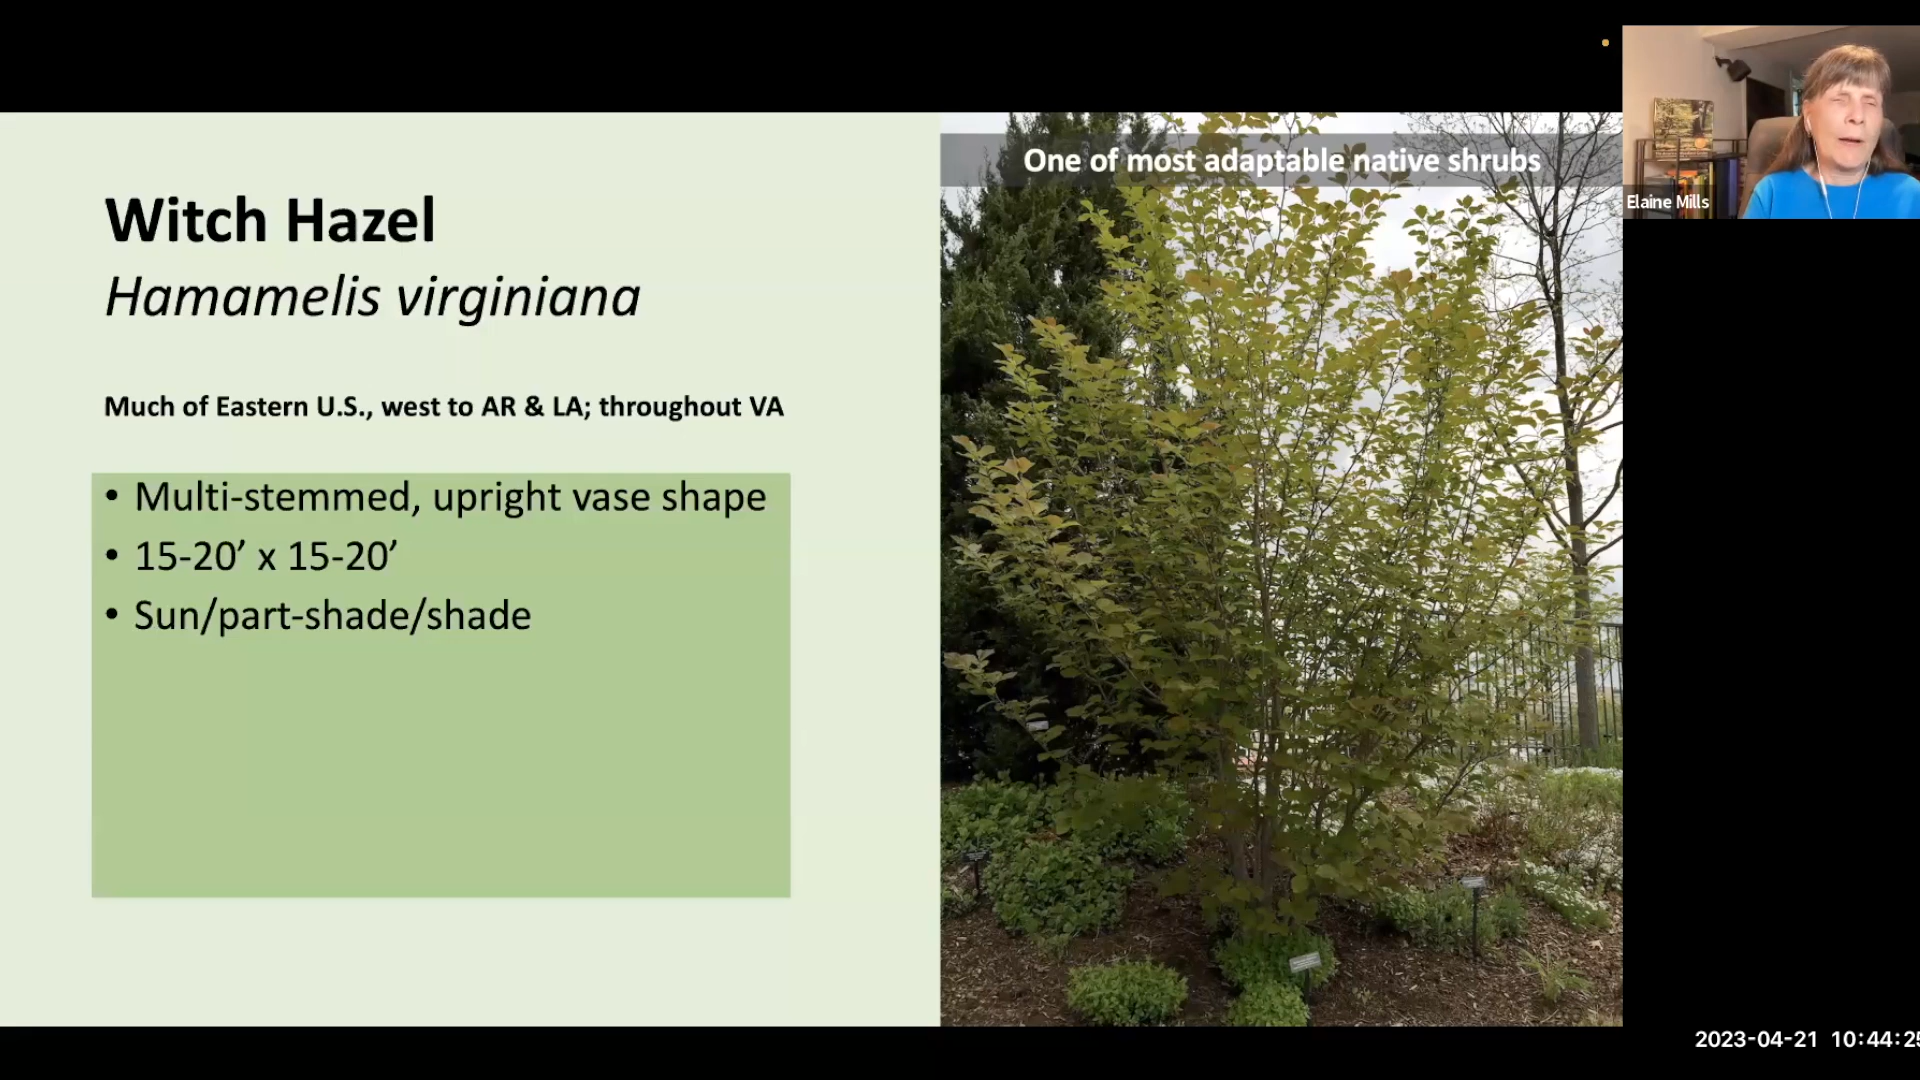 One of most adaptable native shrubs
Witch Hazel
Hamamelis virginiana
Much of Eastern U.S., west to AR & LA; throughout VA
• Multi-stemmed, upright vase shape
• 15-20’ x 15-20’
• Sun/part-shade/shade
Elaine Mills
2023-04-21 10:44:25